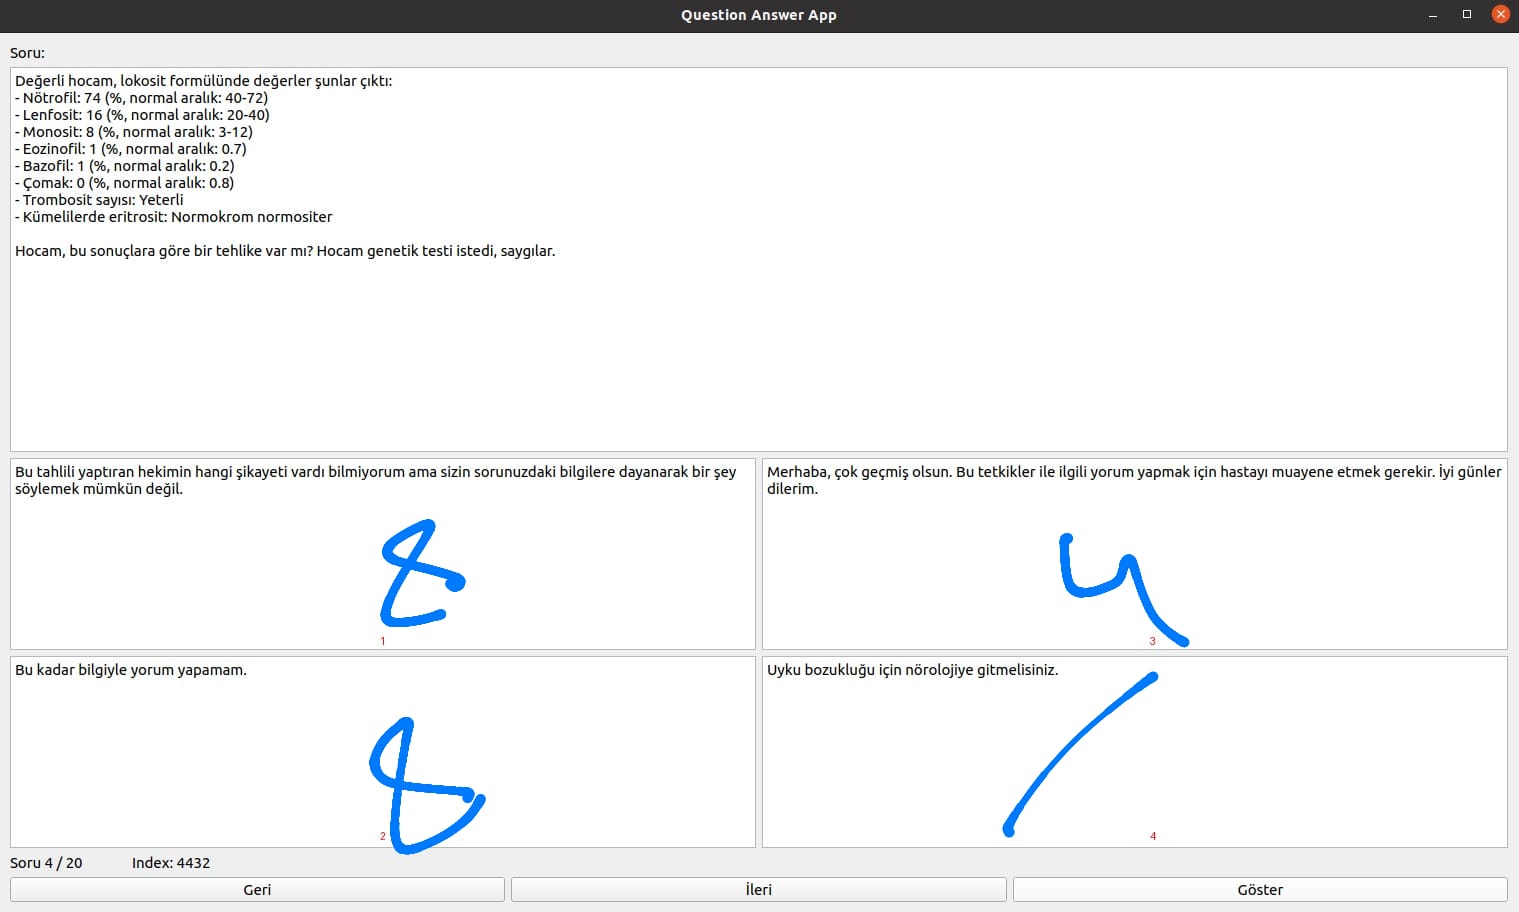 Question Answer App
Soru:
Değerli hocam, lokosit formülünde değerler şunlar çıktı:
- Nötrofil: 74 (%, normal aralık: 40-72)
- Lenfosit: 16 (%, normal aralık: 20-40)
- Monosit: 8 (%, normal aralık: 3-12)
- Eozinofil: 1 (%, normal aralık: 0.7)
- Bazofil: 1 (%, normal aralık: 0.2)
- Çomak: 0 (%, normal aralık: 0.8)
- Trombosit sayısı: Yeterli
- Kümelilerde eritrosit: Normokrom normositer
Hocam, bu sonuçlara göre bir tehlike var mı? Hocam genetik testi istedi, saygılar.
Bu tahlili yaptıran hekimin hangi şikayeti vardı bilmiyorum ama sizin sorunuzdaki bilgilere dayanarak bir şey
söylemek mümkün değil.
8
1
Merhaba, çok geçmiş olsun. Bu tetkikler ile ilgili yorum yapmak için hastayı muayene etmek gerekir. İyi günler
dilerim.
4
3
Bu kadar bilgiyle yorum yapamam.
8
2
Uyku bozukluğu için nörolojiye gitmelisiniz.
1
4
Soru 4 / 20
Index: 4432
Geri
İleri
Göster